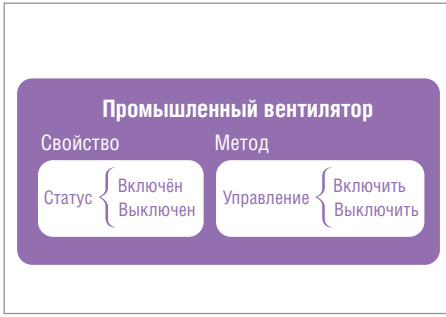 Промышленный вентилятор
Свойство Метод
Статус { Включён Управление { Включить
Выключен Выключить